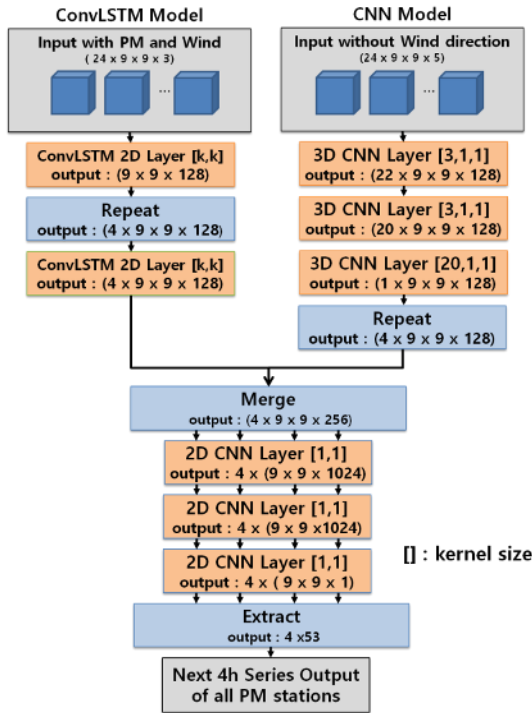 ConvLSTM Model
Input with PM and Wind
( 24 x 9 x 9 x 3 )
...
ConvLSTM 2D Layer [k,k]
output : (9 x 9 x 128)
Repeat
output : (4 x 9 x 9 x 128)
ConvLSTM 2D Layer [k,k]
output : (4 x 9 x 9 x 128)
CNN Model
Input without Wind direction
(24 x 9 x 9 x 5)
...
3D CNN Layer [3,1,1]
output : (22 x 9 x 9 x 128)
3D CNN Layer [3,1,1]
output : (20 x 9 x 9 x 128)
3D CNN Layer [20,1,1]
output : (1 x 9 x 9 x 128)
Repeat
output : (4 x 9 x 9 x 128)
Merge
output : (4 x 9 x 9 x 256)
2D CNN Layer [1,1]
output : 4 x (9 x 9 x 1024)
2D CNN Layer [1,1]
output : 4 x (9 x 9 x1024)
2D CNN Layer [1,1]
output : 4 x ( 9 x 9 x 1)
[] : kernel size
Extract
output : 4 x53
Next 4h Series Output
of all PM stations